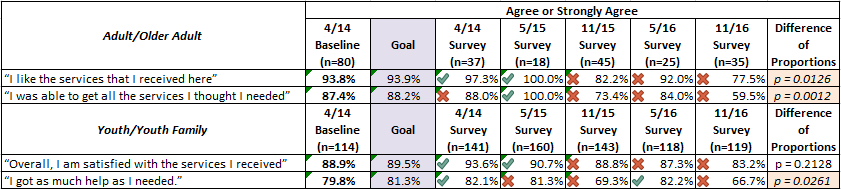 Agree or Strongly Agree
Adult/Older Adult 4/14 Baseline (n=80) Goal 4/14 Survey (n=37) 5/15 Survey (n=18) 11/15 Survey (n=45) 5/16 Survey (n=25) 11/16 Survey (n=35) Difference of Proportions
“I like the services that I received here” 93.8% 93.9% 97.3% 100.0% 82.2% 92.0% 77.5% p = 0.0126
“I was able to get all the services I thought I needed” 87.4% 88.2% 88.0% 100.0% 73.4% 84.0% 59.5% p = 0.0012
Youth/Youth Family 4/14 Baseline (n=114) Goal 4/14 Survey (n=141) 5/15 Survey (n=160) 11/15 Survey (n=143) 5/16 Survey (n=118) 11/16 Survey (n=119) Difference of Proportions
“Overall, I am satisfied with the services I received” 88.9% 89.5% 93.6% 90.7% 88.8% 87.3% 83.2% p = 0.2128
“I got as much help as I needed.” 79.8% 81.3% 82.1% 81.3% 69.3% 82.2% 66.7% p = 0.0261